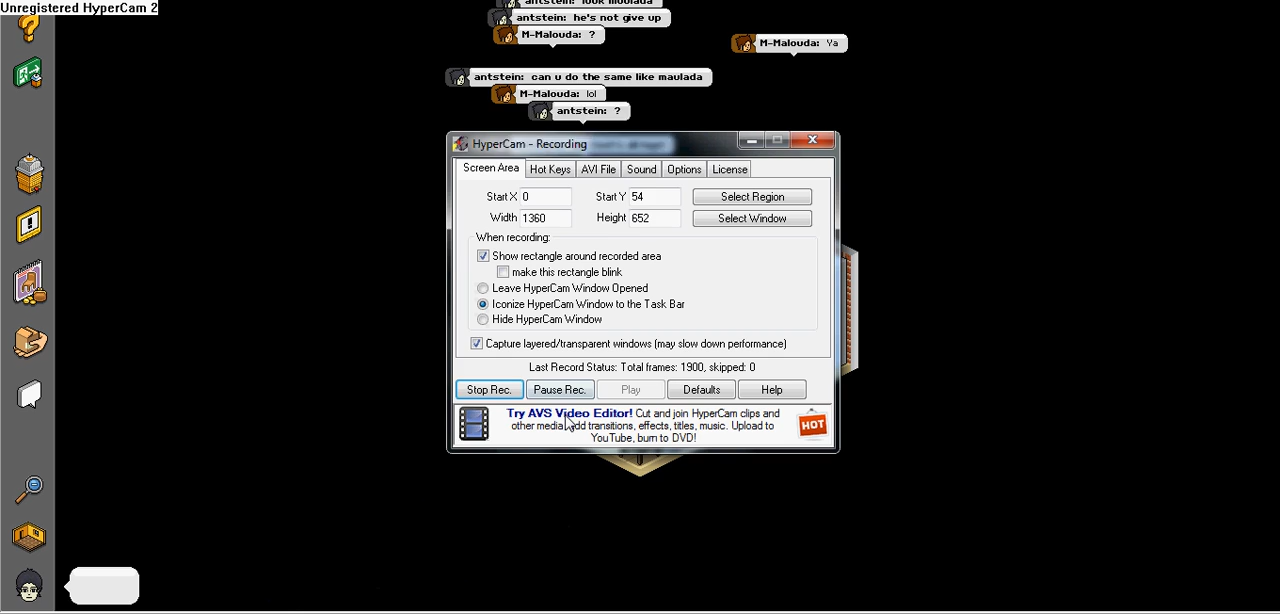 Unregistered HyperCam 2
antstein: look moulada
antstein: he's not give up
M-Malouda: ?
M-Malouda: Ya
antstein: can u do the same like maulada
M-Malouda: lol
antstein: ?
HyperCam - Recording
Screen Area Hot Keys AVI File Sound Options License
Start X 0 Start Y 54 Select Region
Width 1360 Height 652 Select Window
When recording:
Show rectangle around recorded area
make this rectangle blink
Leave HyperCam Window Opened
Iconize HyperCam Window to the Task Bar
Hide HyperCam Window
Capture layered/transparent windows (may slow down performance)
Last Record Status: Total frames: 1900, skipped: 0
Stop Rec. Pause Rec. Play Defaults Help
Try AVS Video Editor! Cut and join HyperCam clips and
other media, add transitions, effects, titles, music. Upload to
YouTube, burn to DVD!
HOT